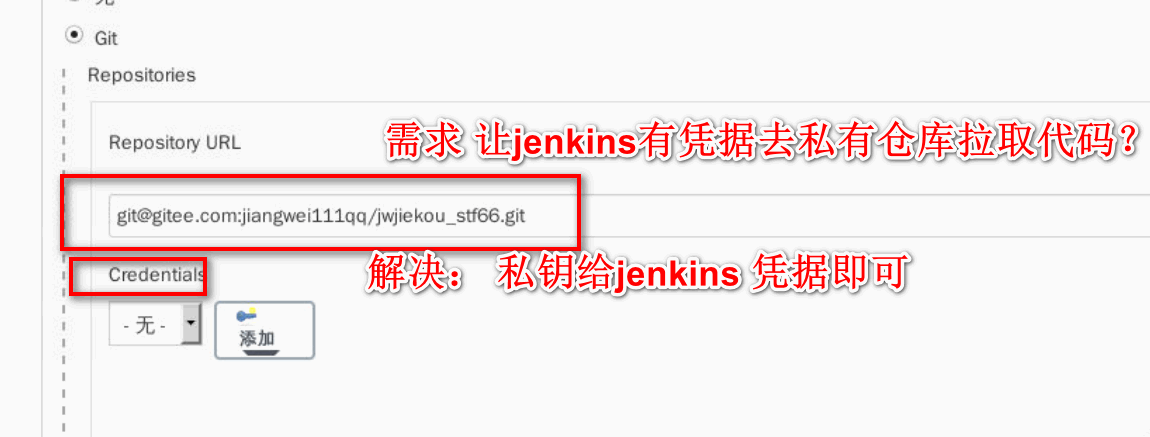 无
Git
Repositories
Repository URL
需求 让jenkins有凭据去私有仓库拉取代码？
git@gitee.com:jiangwei111qq/jwjiekou_stf66.git
Credentials
解决： 私钥给jenkins 凭据即可
- 无 -
添加